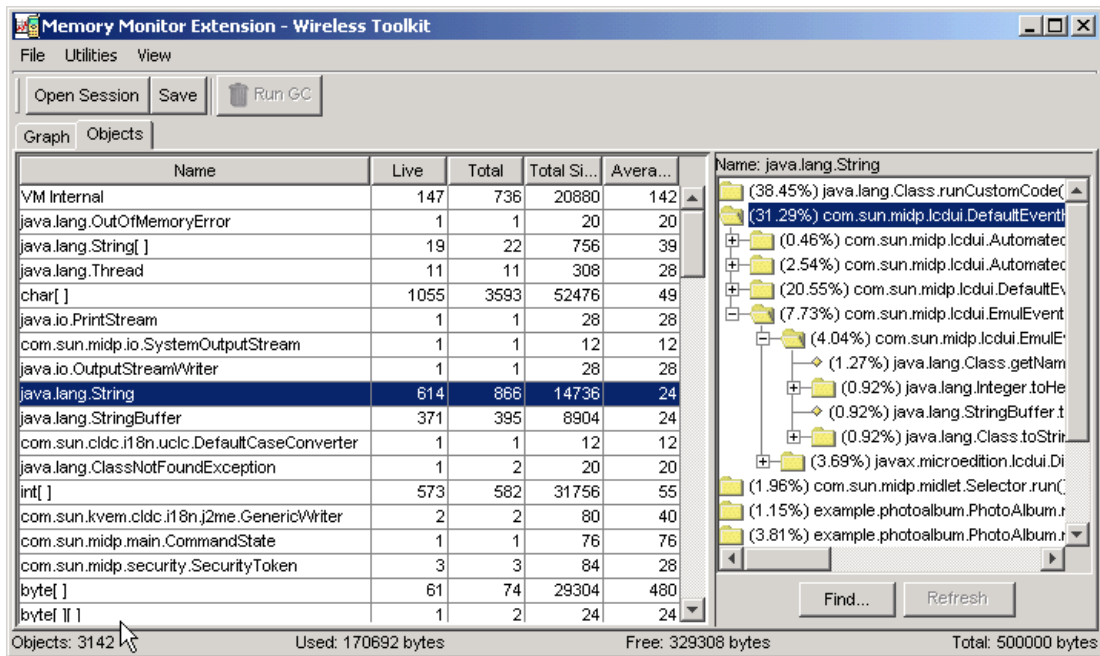 Memory Monitor Extension - Wireless Toolkit
File Utilities View
Open Session Save Run GC
Graph Objects
Name Live Total Total Si... Avera...
VM Internal 147 736 20880 142
java.lang.OutOfMemoryError 1 1 20 20
java.lang.String[ ] 19 22 756 39
java.lang.Thread 11 11 308 28
char[ ] 1055 3593 52476 49
java.io.PrintStream 1 1 28 28
com.sun.midp.io.SystemOutputStream 1 1 12 12
java.io.OutputStreamWriter 1 1 28 28
java.lang.String 614 866 14736 24
java.lang.StringBuffer 371 395 8904 24
com.sun.cldc.i18n.uclc.DefaultCaseConverter 1 1 12 12
java.lang.ClassNotFoundException 1 2 20 20
int[ ] 573 582 31756 55
com.sun.kvem.cldc.i18n.j2me.GenericWriter 2 2 80 40
com.sun.midp.main.CommandState 1 1 76 76
com.sun.midp.security.SecurityToken 3 3 84 28
byte[ ] 61 74 29304 480
byte[ ][ ] 1 2 24 24
Name: java.lang.String
(38.45%) java.lang.Class.runCustomCode(
(31.29%) com.sun.midp.lcdui.DefaultEventH
(0.46%) com.sun.midp.lcdui.Automated
(2.54%) com.sun.midp.lcdui.Automated
(20.55%) com.sun.midp.lcdui.DefaultEv
(7.73%) com.sun.midp.lcdui.EmulEvent
(4.04%) com.sun.midp.lcdui.EmulEv
(1.27%) java.lang.Class.getNam
(0.92%) java.lang.Integer.toHe
(0.92%) java.lang.StringBuffer.t
(0.92%) java.lang.Class.toStrin
(3.69%) javax.microedition.lcdui.Di
(1.96%) com.sun.midp.midlet.Selector.run()
(1.15%) example.photoalbum.PhotoAlbum.r
(3.81%) example.photoalbum.PhotoAlbum.r
Find... Refresh
Objects: 3142 Used: 170692 bytes Free: 329308 bytes Total: 500000 bytes